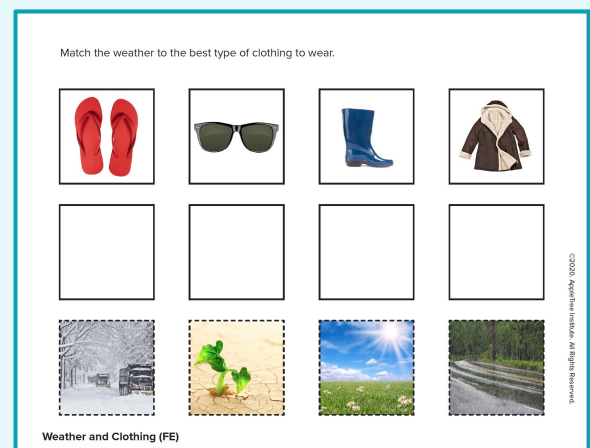 Match the weather to the best type of clothing to wear.
©2020. AppleTree Institute. All Rights Reserved.
Weather and Clothing (FE)